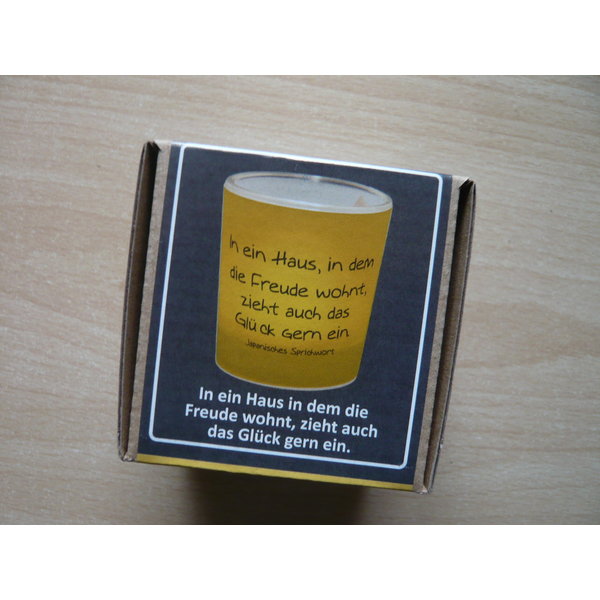 In ein Haus, in dem
die Freude wohnt,
zieht auch das
Glück gern ein
Japanisches Sprichwort
In ein Haus in dem die
Freude wohnt, zieht auch
das Glück gern ein.